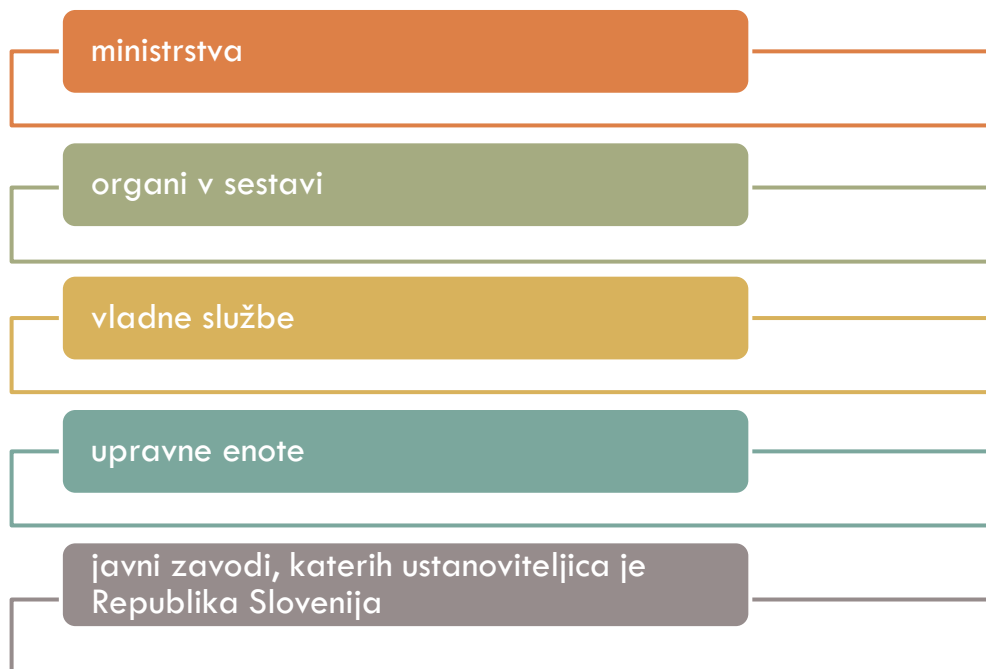 ministrstva
organi v sestavi
vladne službe
upravne enote
javni zavodi, katerih ustanoviteljica je
Republika Slovenija